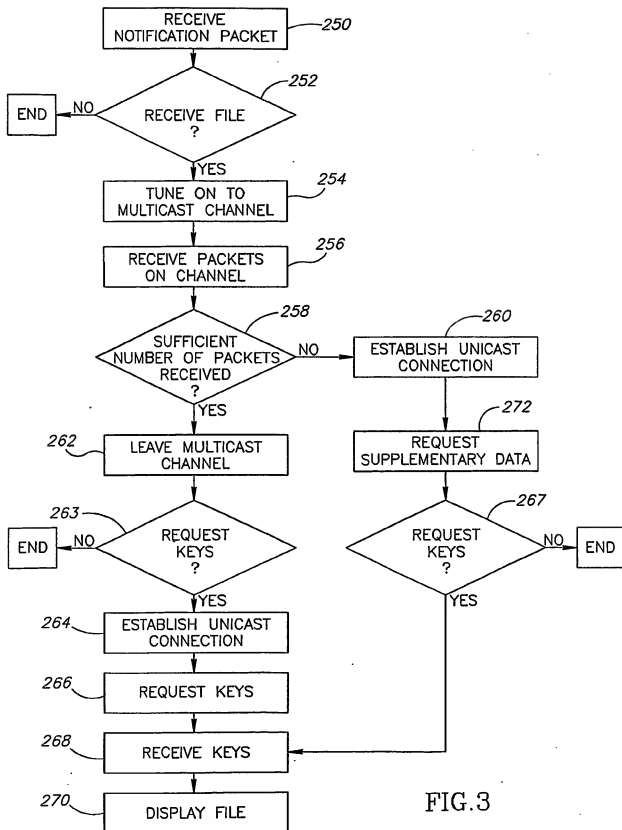 RECEIVE
NOTIFICATION PACKET
250
252
RECEIVE FILE
?
NO
END
YES
TUNE ON TO
MULTICAST CHANNEL
254
RECEIVE PACKETS
ON CHANNEL
256
258
SUFFICIENT
NUMBER OF PACKETS
RECEIVED
?
NO
YES
260
ESTABLISH UNICAST
CONNECTION
272
REQUEST
SUPPLEMENTARY DATA
262
LEAVE MULTICAST
CHANNEL
263
REQUEST
KEYS
?
NO
END
YES
267
REQUEST
KEYS
?
NO
END
YES
264
ESTABLISH UNICAST
CONNECTION
266
REQUEST KEYS
268
RECEIVE KEYS
270
DISPLAY FILE
FIG.3